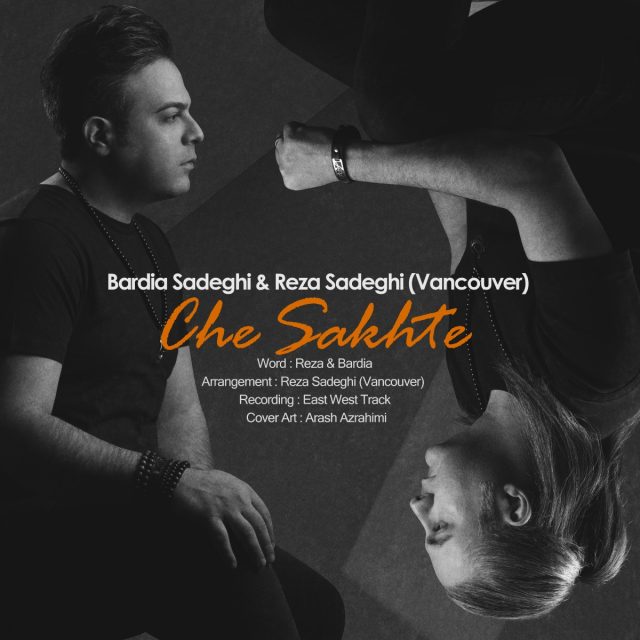 Bardia Sadeghi & Reza Sadeghi (Vancouver)
Che Sakhte
Word : Reza & Bardia
Arrangement : Reza Sadeghi (Vancouver)
Recording : East West Track
Cover Art : Arash Azrahimi